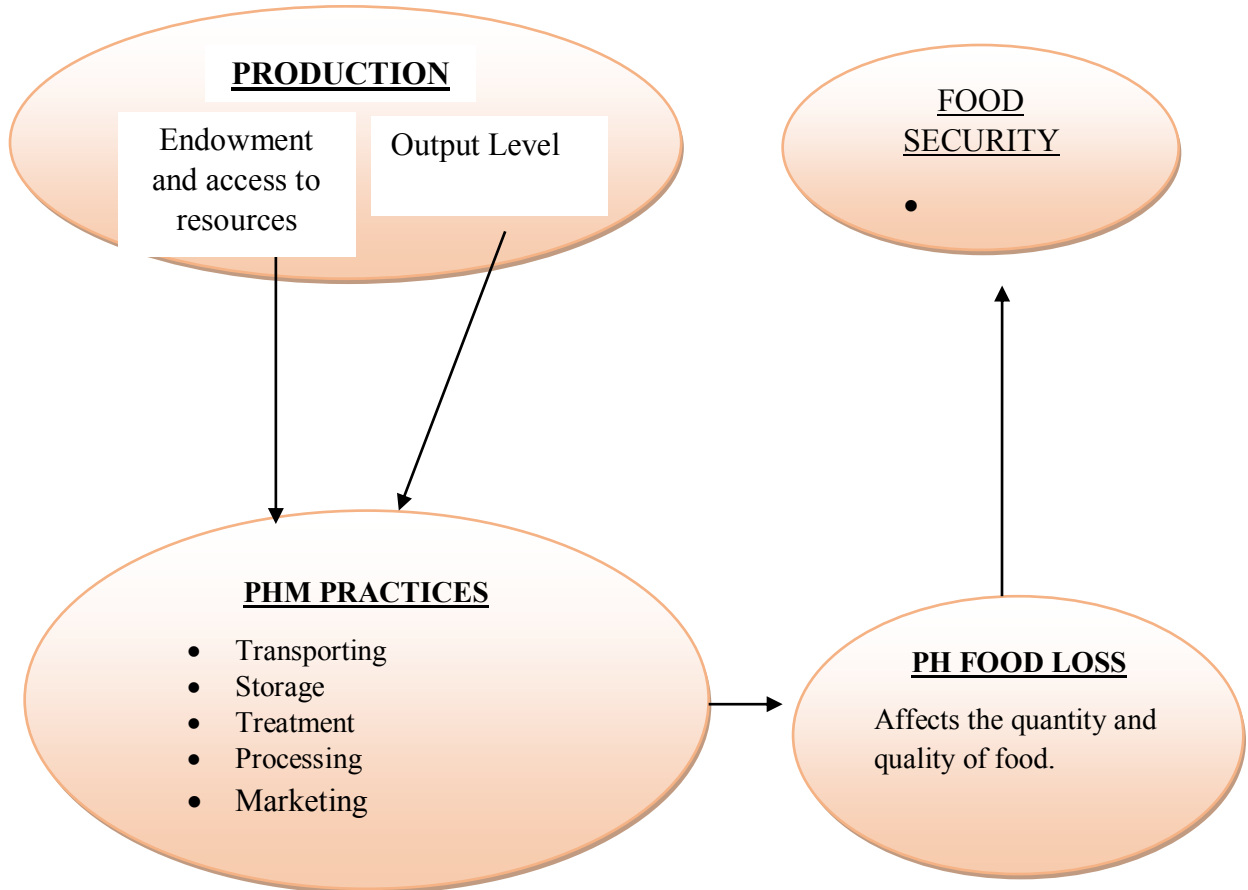 PRODUCTION
Endowment
and access to
resources
Output Level
FOOD
SECURITY
•
PHM PRACTICES
• Transporting
• Storage
• Treatment
• Processing
• Marketing
PH FOOD LOSS
Affects the quantity and
quality of food.